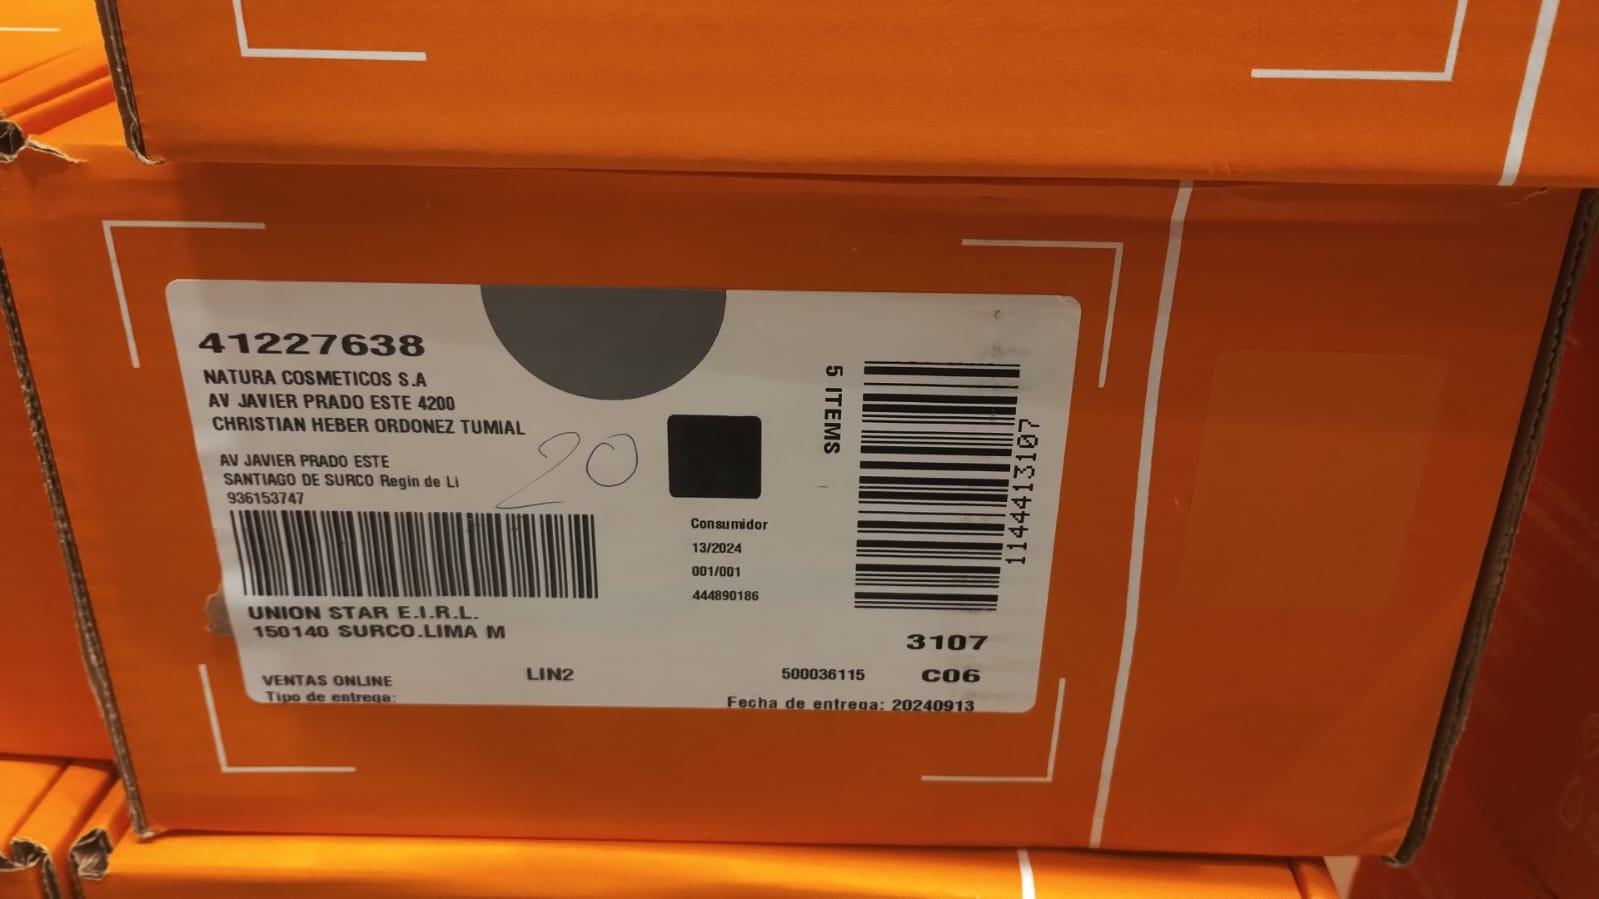 41227638
NATURA COSMETICOS S.A
AV JAVIER PRADO ESTE 4200
CHRISTIAN HEBER ORDONEZ TUMIAL
AV JAVIER PRADO ESTE
SANTIAGO DE SURCO Regin de Li
936153747
20
UNION STAR E.I.R.L.
150140 SURCO.LIMA M
VENTAS ONLINE
Tipo de entrega:
LIN2
Consumidor
13/2024
001/001
444890186
5 ITEMS
1144413107
3107
500036115 C06
Fecha de entrega: 20240913